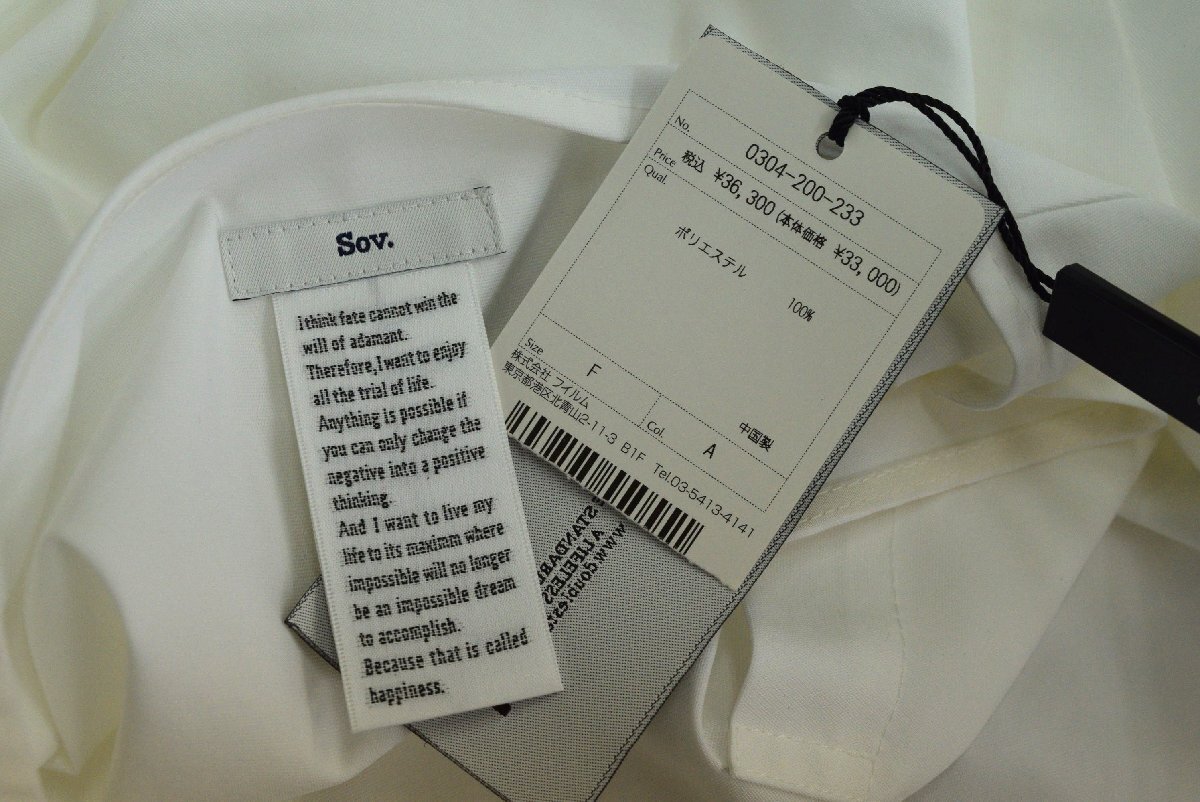 Sov.
I think fate cannot win the
will of adamant.
Therefore,I want to enjoy
all the trial of life.
Anything is possible if
you can only change the
negative into a positive
thinking.
And I want to live my
life to its maximm where
impossible will no longer
be an impossible dream
to accomplish.
Because that is called
happiness.
No. 0304-200-233
Price 税込 ¥36,300(本体価格 ¥33,000)
Qual.
ポリエステル 100%
Size F
Col. A 中国製
株式会社 フイルム
東京都港区北青山2-11-3 B1F Tel.03-5413-4141
A LIFELESS